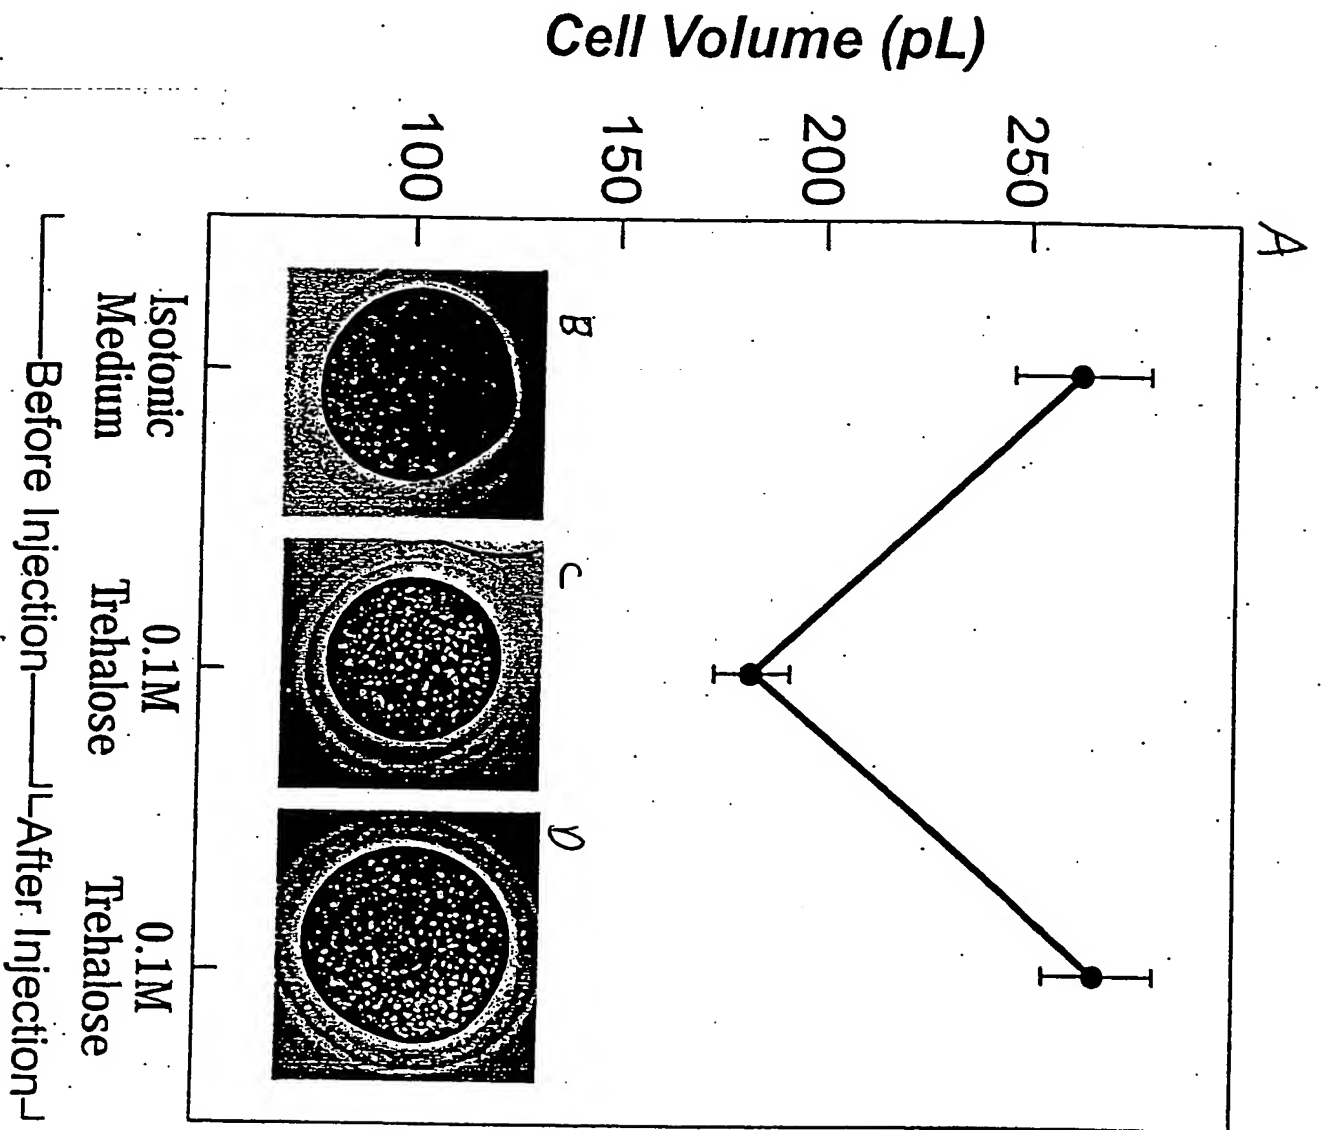 A
Cell Volume (pL)
250
200
150
100
B
C
D
Isotonic
Medium
0.1M
Trehalose
0.1M
Trehalose
Before Injection
After Injection